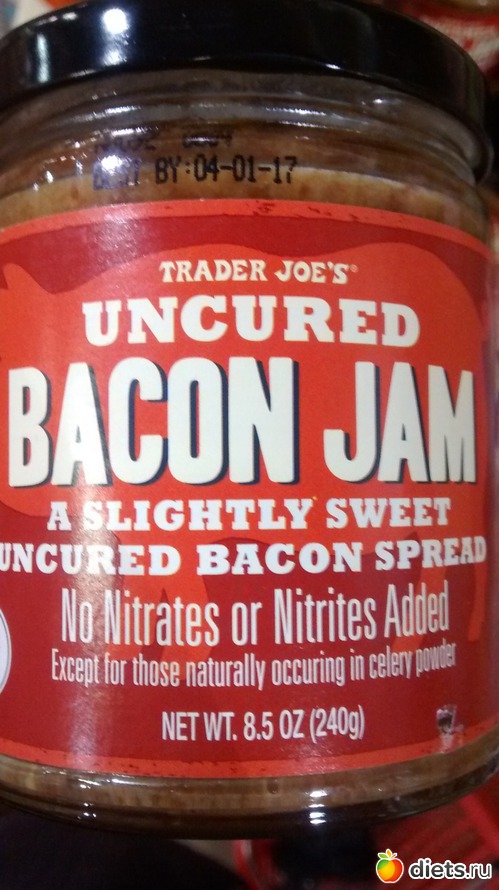 BY:04-01-17
TRADER JOE'S®
UNCURED
BACON JAM
A SLIGHTLY SWEET
UNCURED BACON SPREAD
No Nitrates or Nitrites Added
Except for those naturally occuring in celery powder
NET WT. 8.5 OZ (240g)
diets.ru